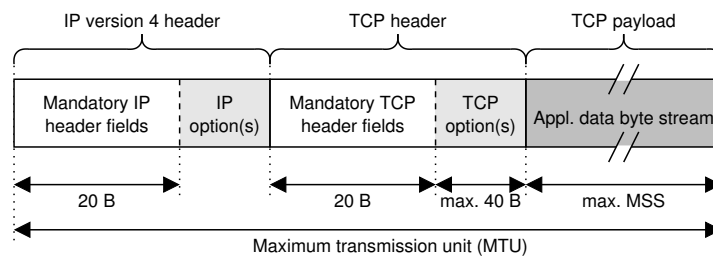 IP version 4 header
TCP header
TCP payload
Mandatory IP
header fields
IP
option(s)
Mandatory TCP
header fields
TCP
option(s)
Appl. data byte stream
20 B
20 B
max. 40 B
max. MSS
Maximum transmission unit (MTU)